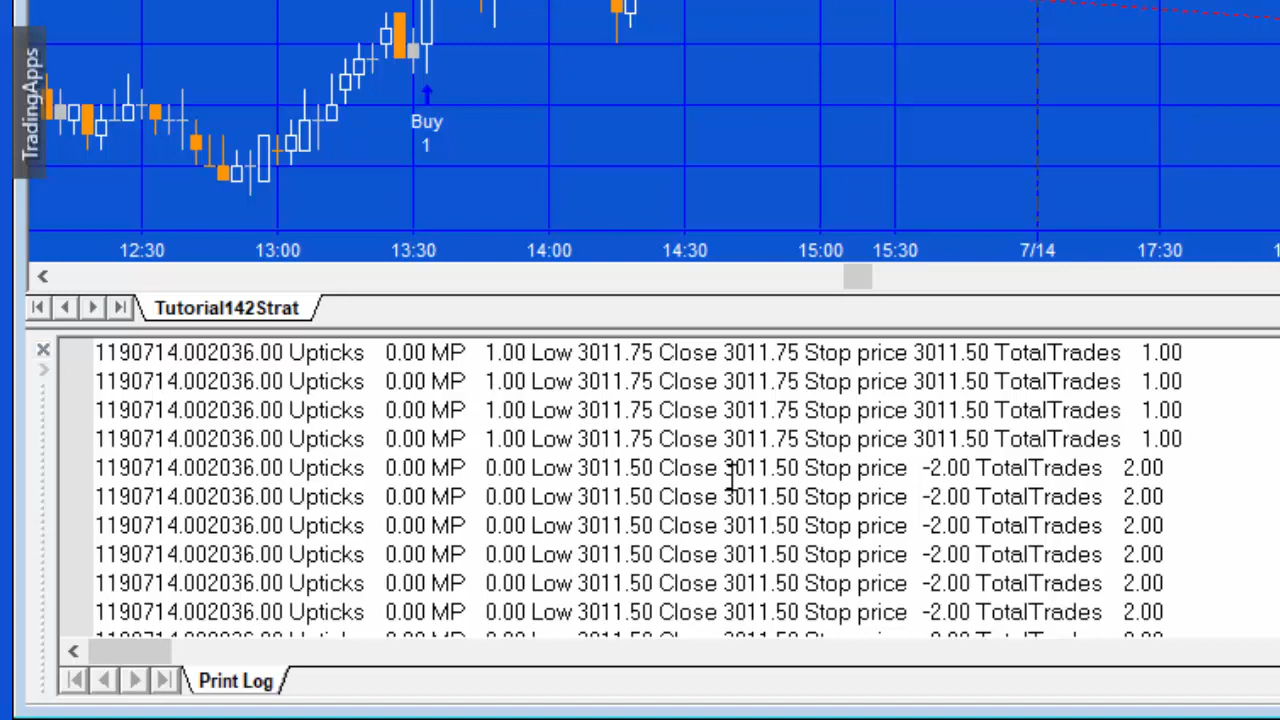 TradingApps
Buy
1
12:30 13:00 13:30 14:00 14:30 15:00 15:30 7/14 17:30
Tutorial142Strat
1190714.002036.00 Upticks 0.00 MP 1.00 Low 3011.75 Close 3011.75 Stop price 3011.50 TotalTrades 1.00
1190714.002036.00 Upticks 0.00 MP 1.00 Low 3011.75 Close 3011.75 Stop price 3011.50 TotalTrades 1.00
1190714.002036.00 Upticks 0.00 MP 1.00 Low 3011.75 Close 3011.75 Stop price 3011.50 TotalTrades 1.00
1190714.002036.00 Upticks 0.00 MP 1.00 Low 3011.75 Close 3011.75 Stop price 3011.50 TotalTrades 1.00
1190714.002036.00 Upticks 0.00 MP 0.00 Low 3011.50 Close 3011.50 Stop price -2.00 TotalTrades 2.00
1190714.002036.00 Upticks 0.00 MP 0.00 Low 3011.50 Close 3011.50 Stop price -2.00 TotalTrades 2.00
1190714.002036.00 Upticks 0.00 MP 0.00 Low 3011.50 Close 3011.50 Stop price -2.00 TotalTrades 2.00
1190714.002036.00 Upticks 0.00 MP 0.00 Low 3011.50 Close 3011.50 Stop price -2.00 TotalTrades 2.00
1190714.002036.00 Upticks 0.00 MP 0.00 Low 3011.50 Close 3011.50 Stop price -2.00 TotalTrades 2.00
1190714.002036.00 Upticks 0.00 MP 0.00 Low 3011.50 Close 3011.50 Stop price -2.00 TotalTrades 2.00
Print Log